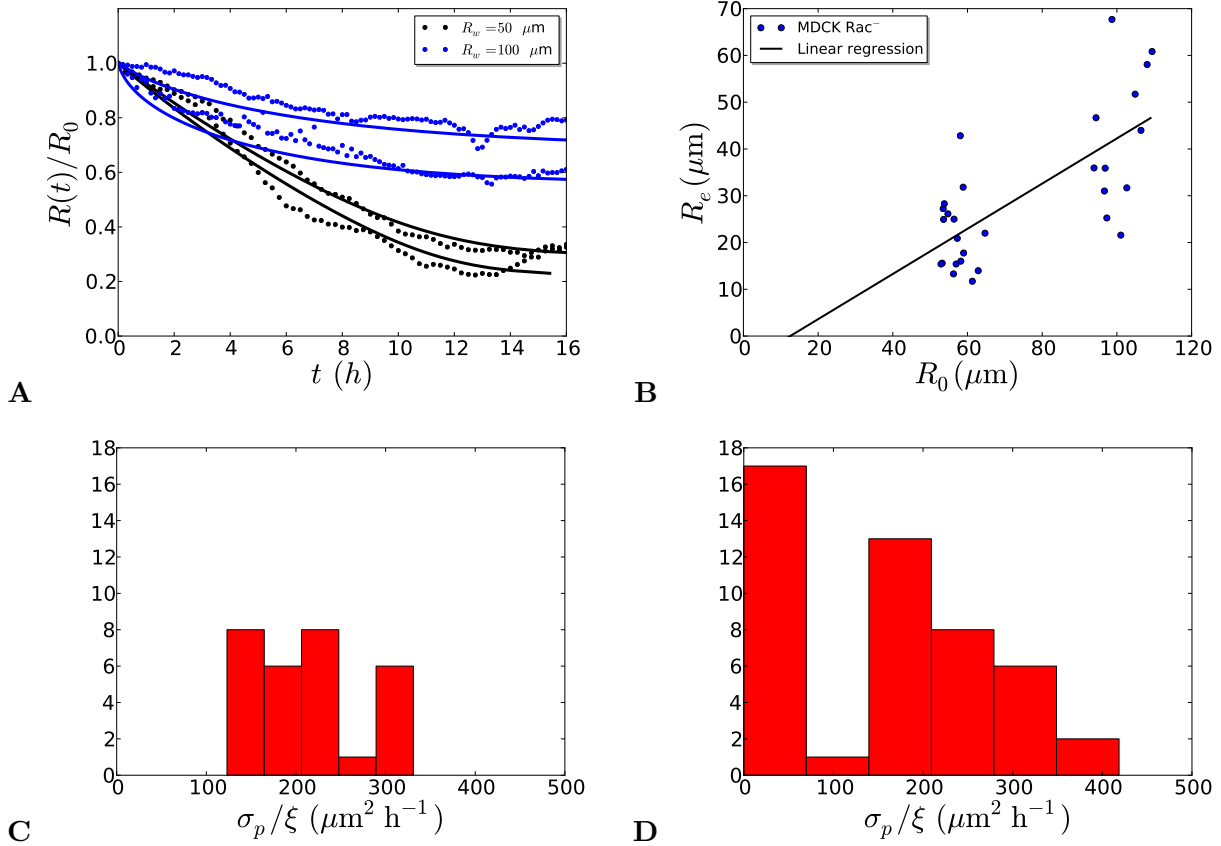 R_w = 50 μm
R_w = 100 μm
1.0
0.8
0.6
0.4
0.2
0.0
R(t)/R_0
0 2 4 6 8 10 12 14 16
t (h)
A
MDCK Rac⁻
Linear regression
70
60
50
40
30
20
10
0
R_e (μm)
0 20 40 60 80 100 120
R_0 (μm)
B
18
16
14
12
10
8
6
4
2
0
0 100 200 300 400 500
σ_p/ξ (μm² h⁻¹)
C
18
16
14
12
10
8
6
4
2
0
0 100 200 300 400 500
σ_p/ξ (μm² h⁻¹)
D